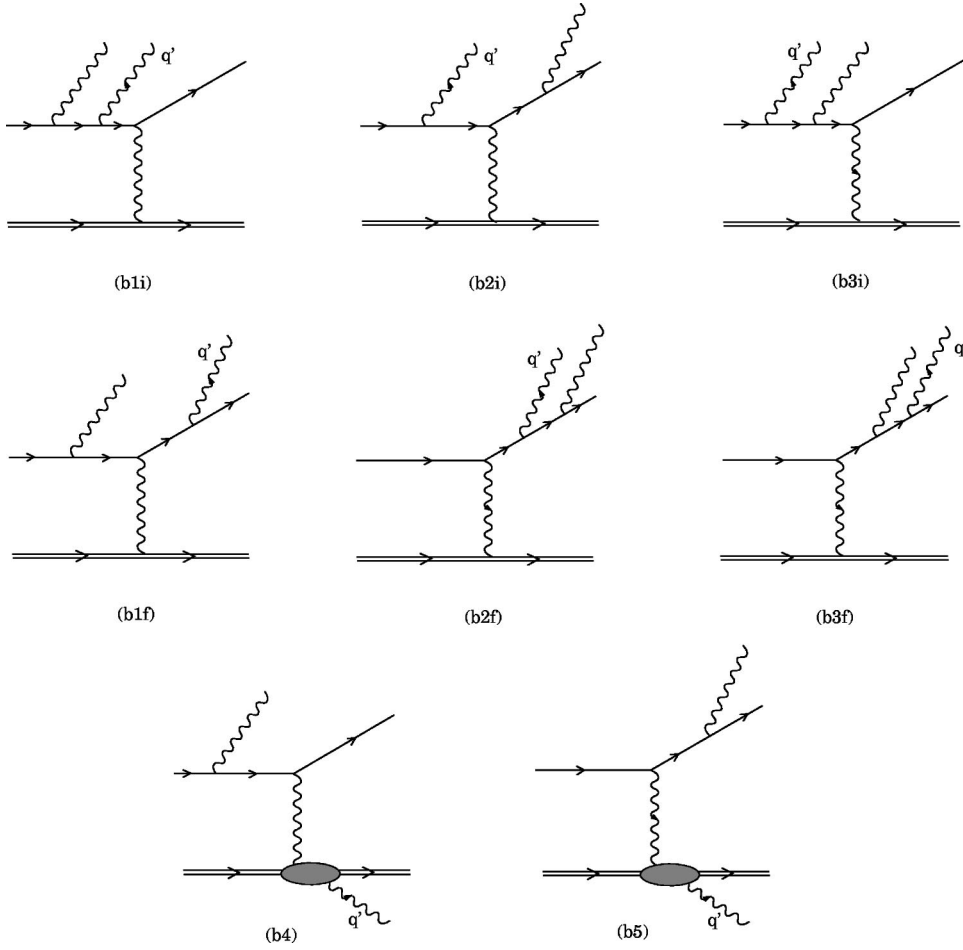 q’
q’
q’
(b1i)
(b2i)
(b3i)
q’
q’
q
(b1f)
(b2f)
(b3f)
q’
q’
(b4)
(b5)